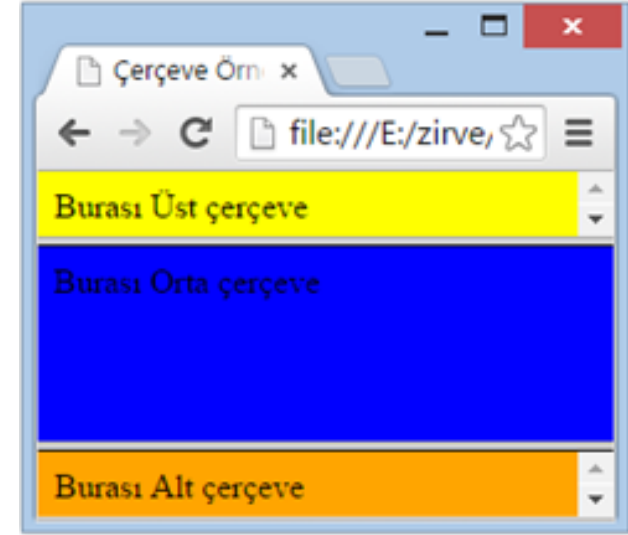 Çerçeve Örn
file:///E:/zirve,
Burası Üst çerçeve
Burası Orta çerçeve
Burası Alt çerçeve